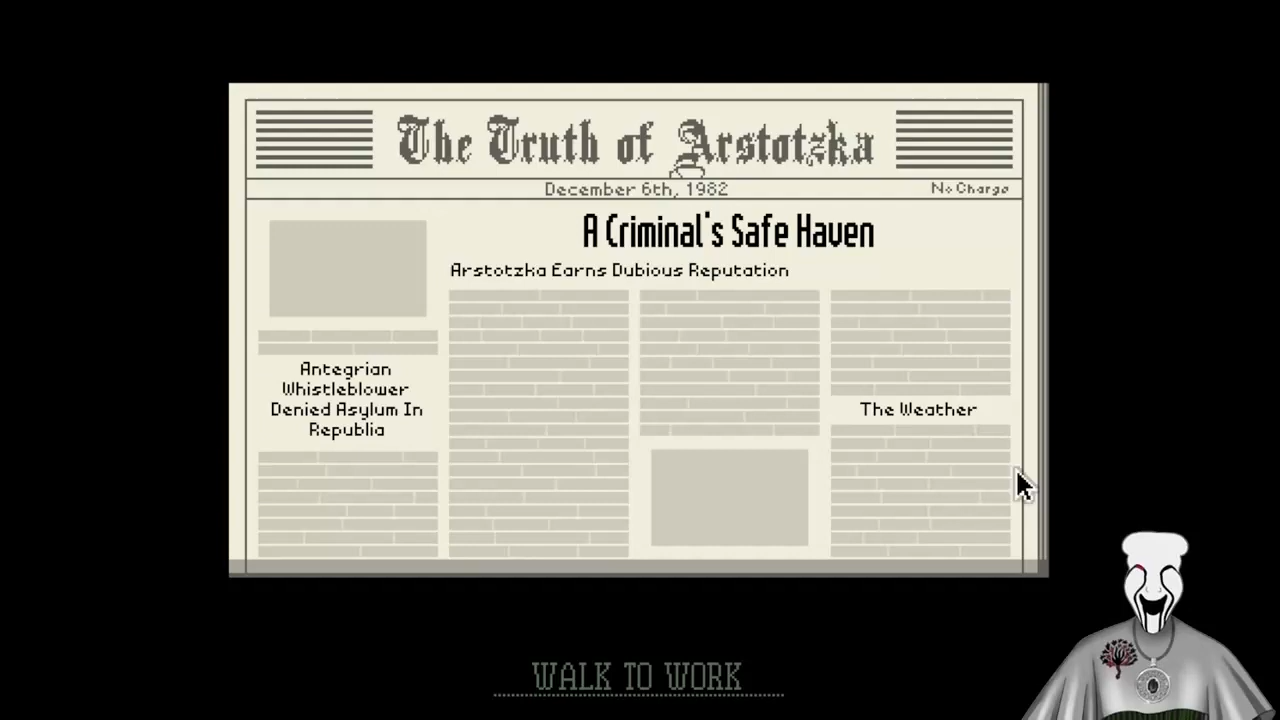 The Truth of Arstotzka
December 6th, 1982
No Charge
A Criminal's Safe Haven
Arstotzka Earns Dubious Reputation
Antegrian
Whistleblower
Denied Asylum In
Republia
The Weather
WALK TO WORK